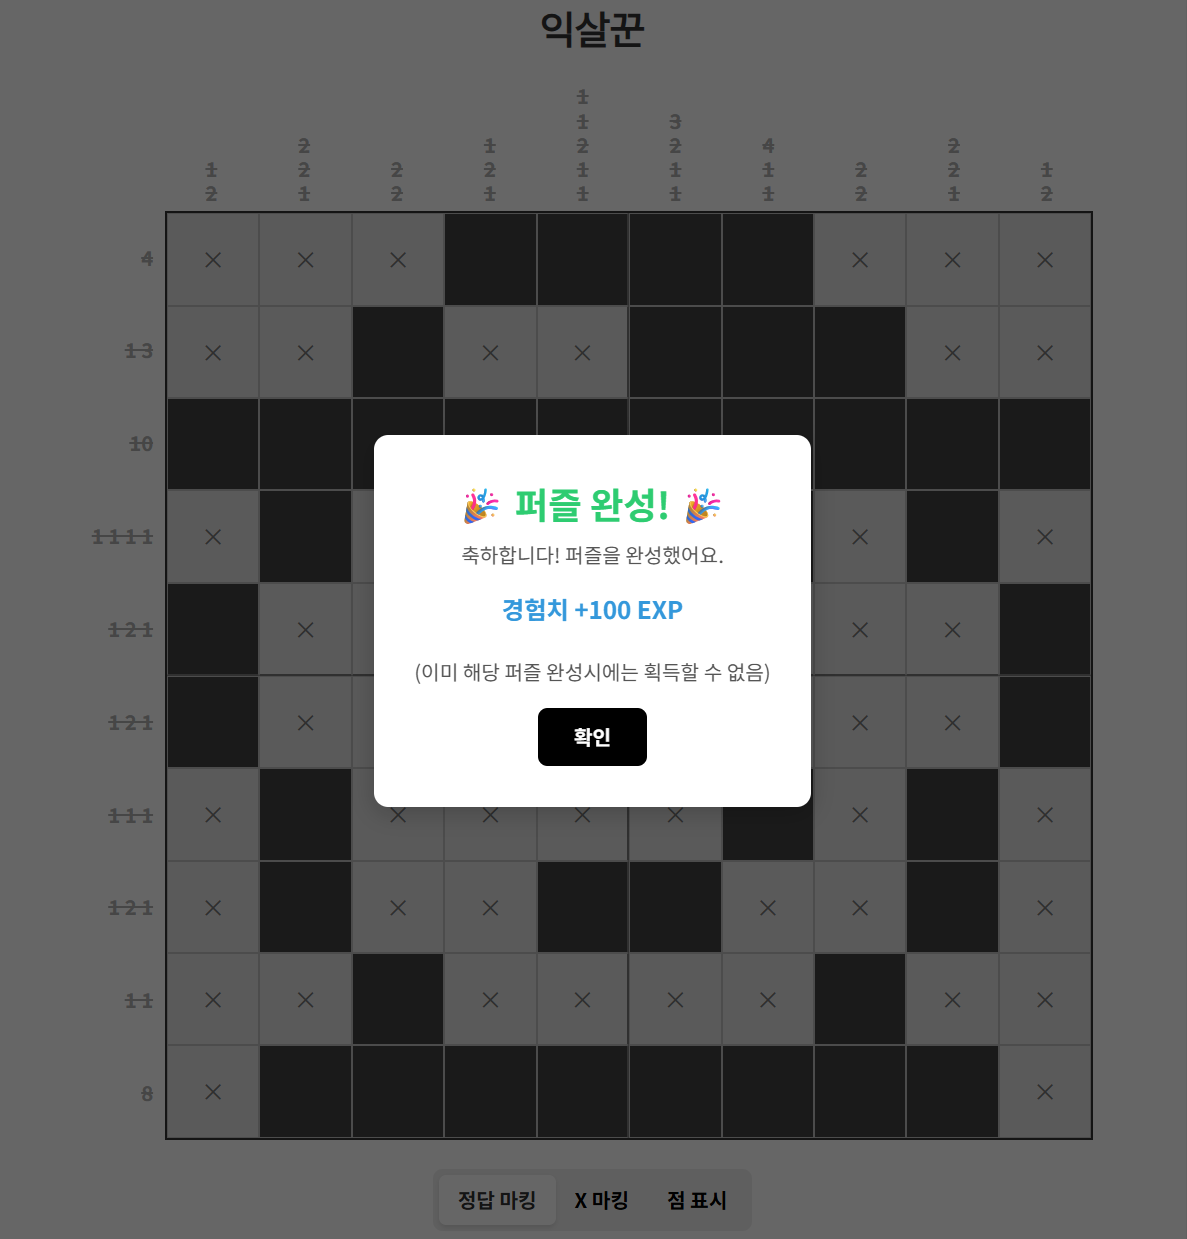 익살꾼
1
1 3
2 1 2 4 2
1 2 2 2 1 1 2 2 1
2 1 2 1 1 1 1 2 1 2
4
1 3
10
1 1 1 1
1 2 1
1 2 1
1 1 1
1 2 1
1 1
8
🎉 퍼즐 완성! 🎉
축하합니다! 퍼즐을 완성했어요.
경험치 +100 EXP
(이미 해당 퍼즐 완성시에는 획득할 수 없음)
확인
정답 마킹 X 마킹 점 표시